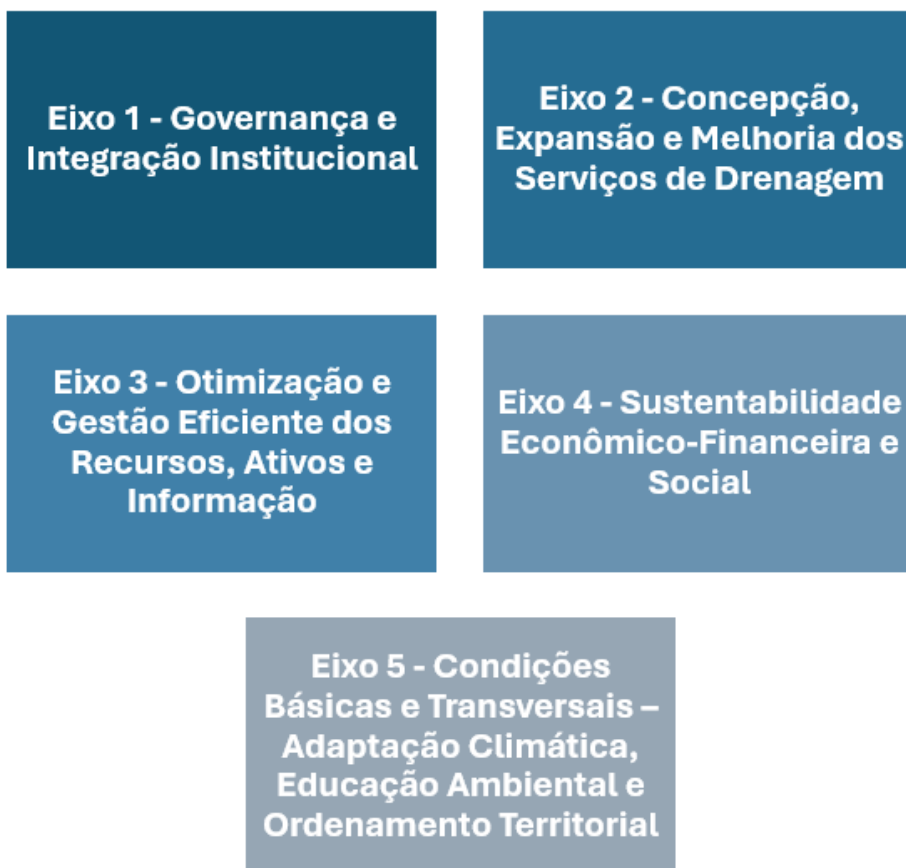 Eixo 1 - Governança e
Integração Institucional
Eixo 2 - Concepção,
Expansão e Melhoria dos
Serviços de Drenagem
Eixo 3 - Otimização e
Gestão Eficiente dos
Recursos, Ativos e
Informação
Eixo 4 - Sustentabilidade
Econômico-Financeira e
Social
Eixo 5 - Condições
Básicas e Transversais –
Adaptação Climática,
Educação Ambiental e
Ordenamento Territorial